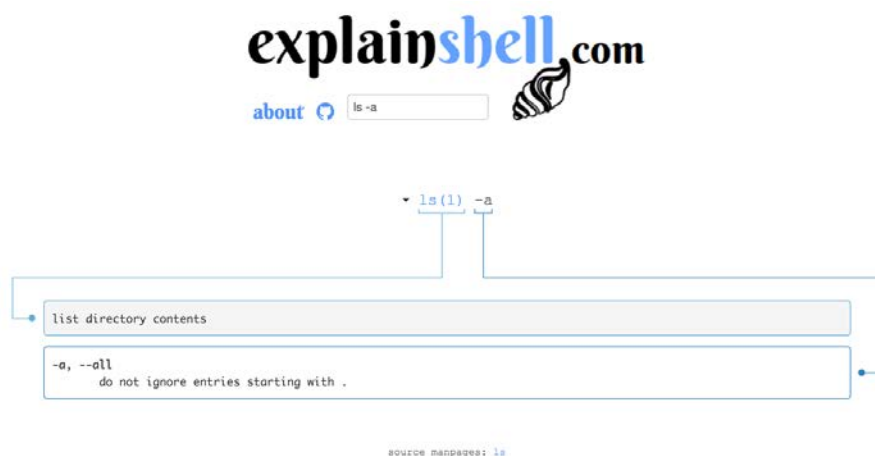 explainshell.com
about ls -a
ls(1) -a
list directory contents
-a, --all
do not ignore entries starting with .
source manpages: ls